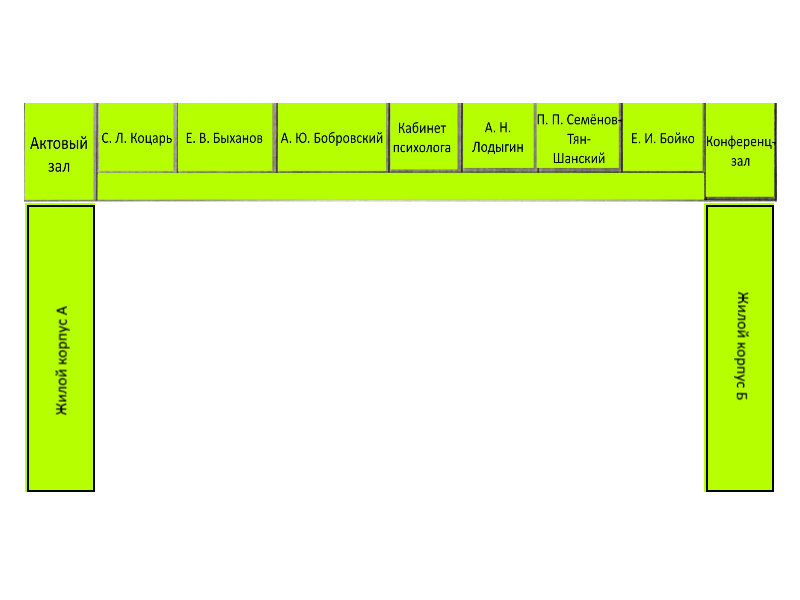 Актовый
зал
С. Л. Коцарь
Е. В. Быханов
А. Ю. Бобровский
Кабинет
психолога
А. Н.
Лодыгин
П. П. Семёнов-
Тян-
Шанский
Е. И. Бойко
Конференц-
зал
Жилой корпус А
Жилой корпус Б